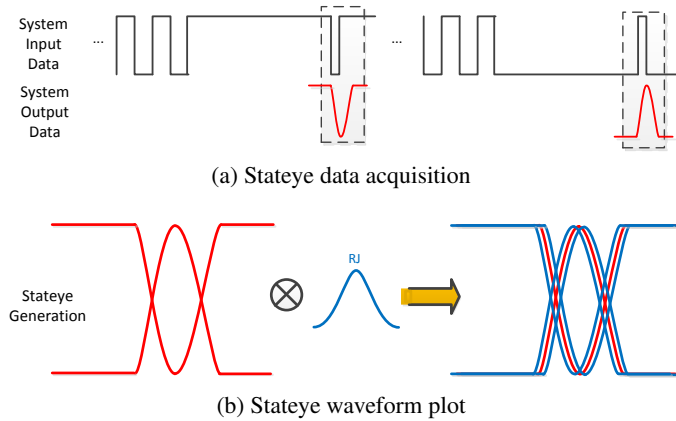 System
Input
Data
...
...
System
Output
Data
(a) Stateye data acquisition
RJ
Stateye
Generation
(b) Stateye waveform plot